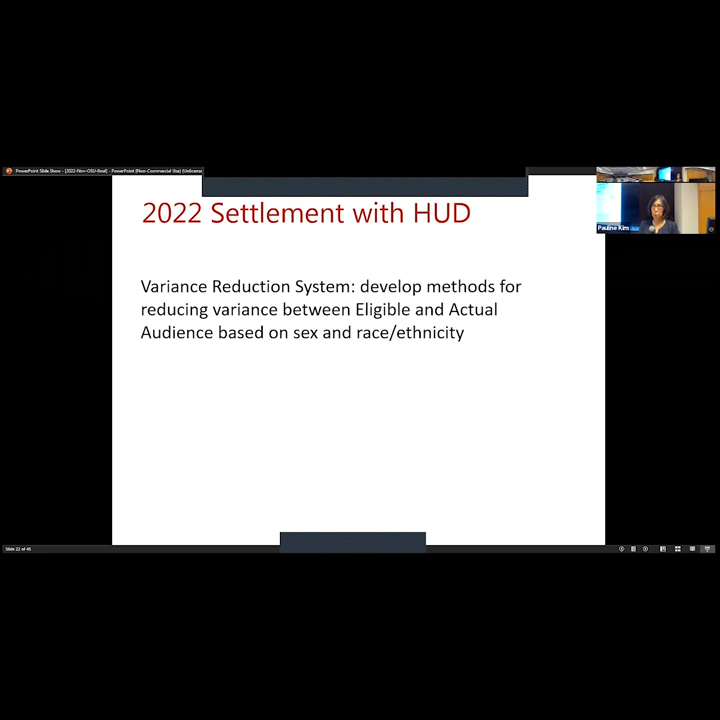 PowerPoint Slide Show - [2022-Nov-OSU-final] - PowerPoint (Non-Commercial Use) (Unlicense
2022 Settlement with HUD
Pauline Kim
Variance Reduction System: develop methods for
reducing variance between Eligible and Actual
Audience based on sex and race/ethnicity
Slide 22 of 45